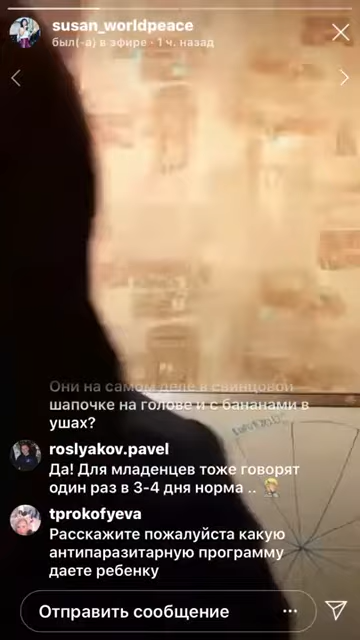 susan_worldpeace
был(-а) в эфире · 1 ч. назад
Они на самом деле в свинцовой
шапочке на голове и с бананами в
ушах?
roslyakov.pavel
Да! Для младенцев тоже говорят
один раз в 3-4 дня норма ..
tprokofyeva
Расскажите пожалуйста какую
антипаразитарную программу
даете ребенку
Отправить сообщение